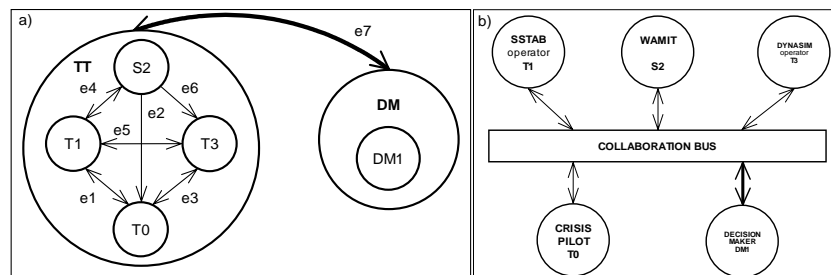 a)
e7
TT
S2
e4
e6
e2
e5
T1
T3
DM
DM1
e1
e3
T0
b)
SSTAB
operator
T1
WAMIT
S2
DYNASIM
operator
T3
COLLABORATION BUS
CRISIS
PILOT
T0
DECISION
MAKER
DM1